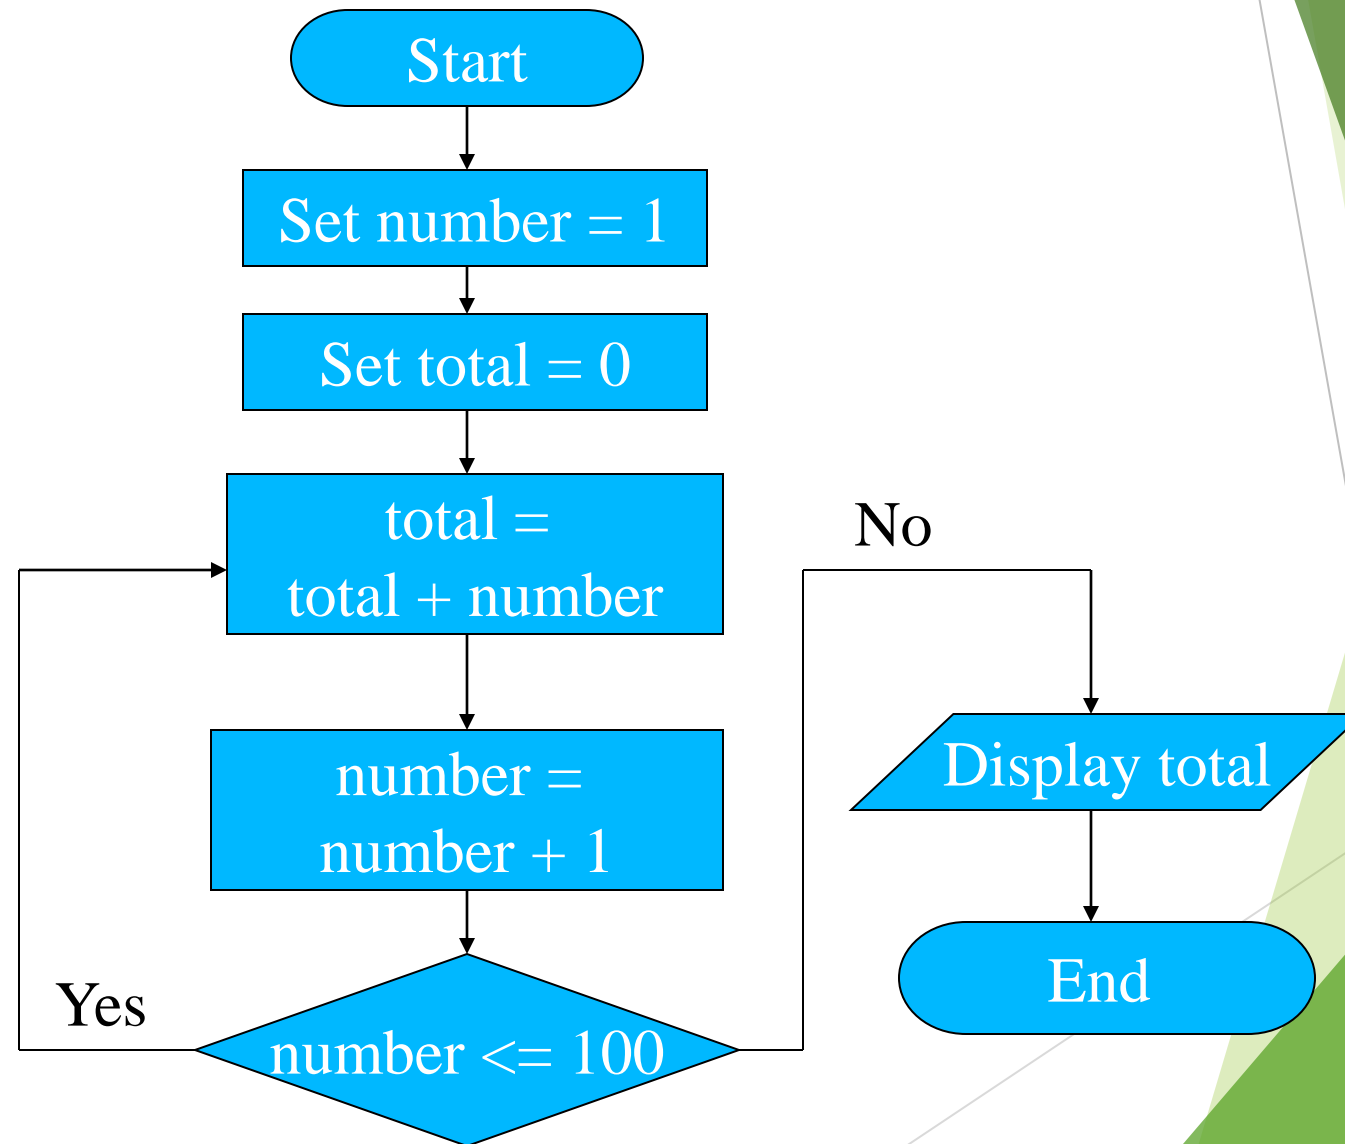 Start
Set number = 1
Set total = 0
total =
total + number
number =
number + 1
number <= 100
Yes
No
Display total
End